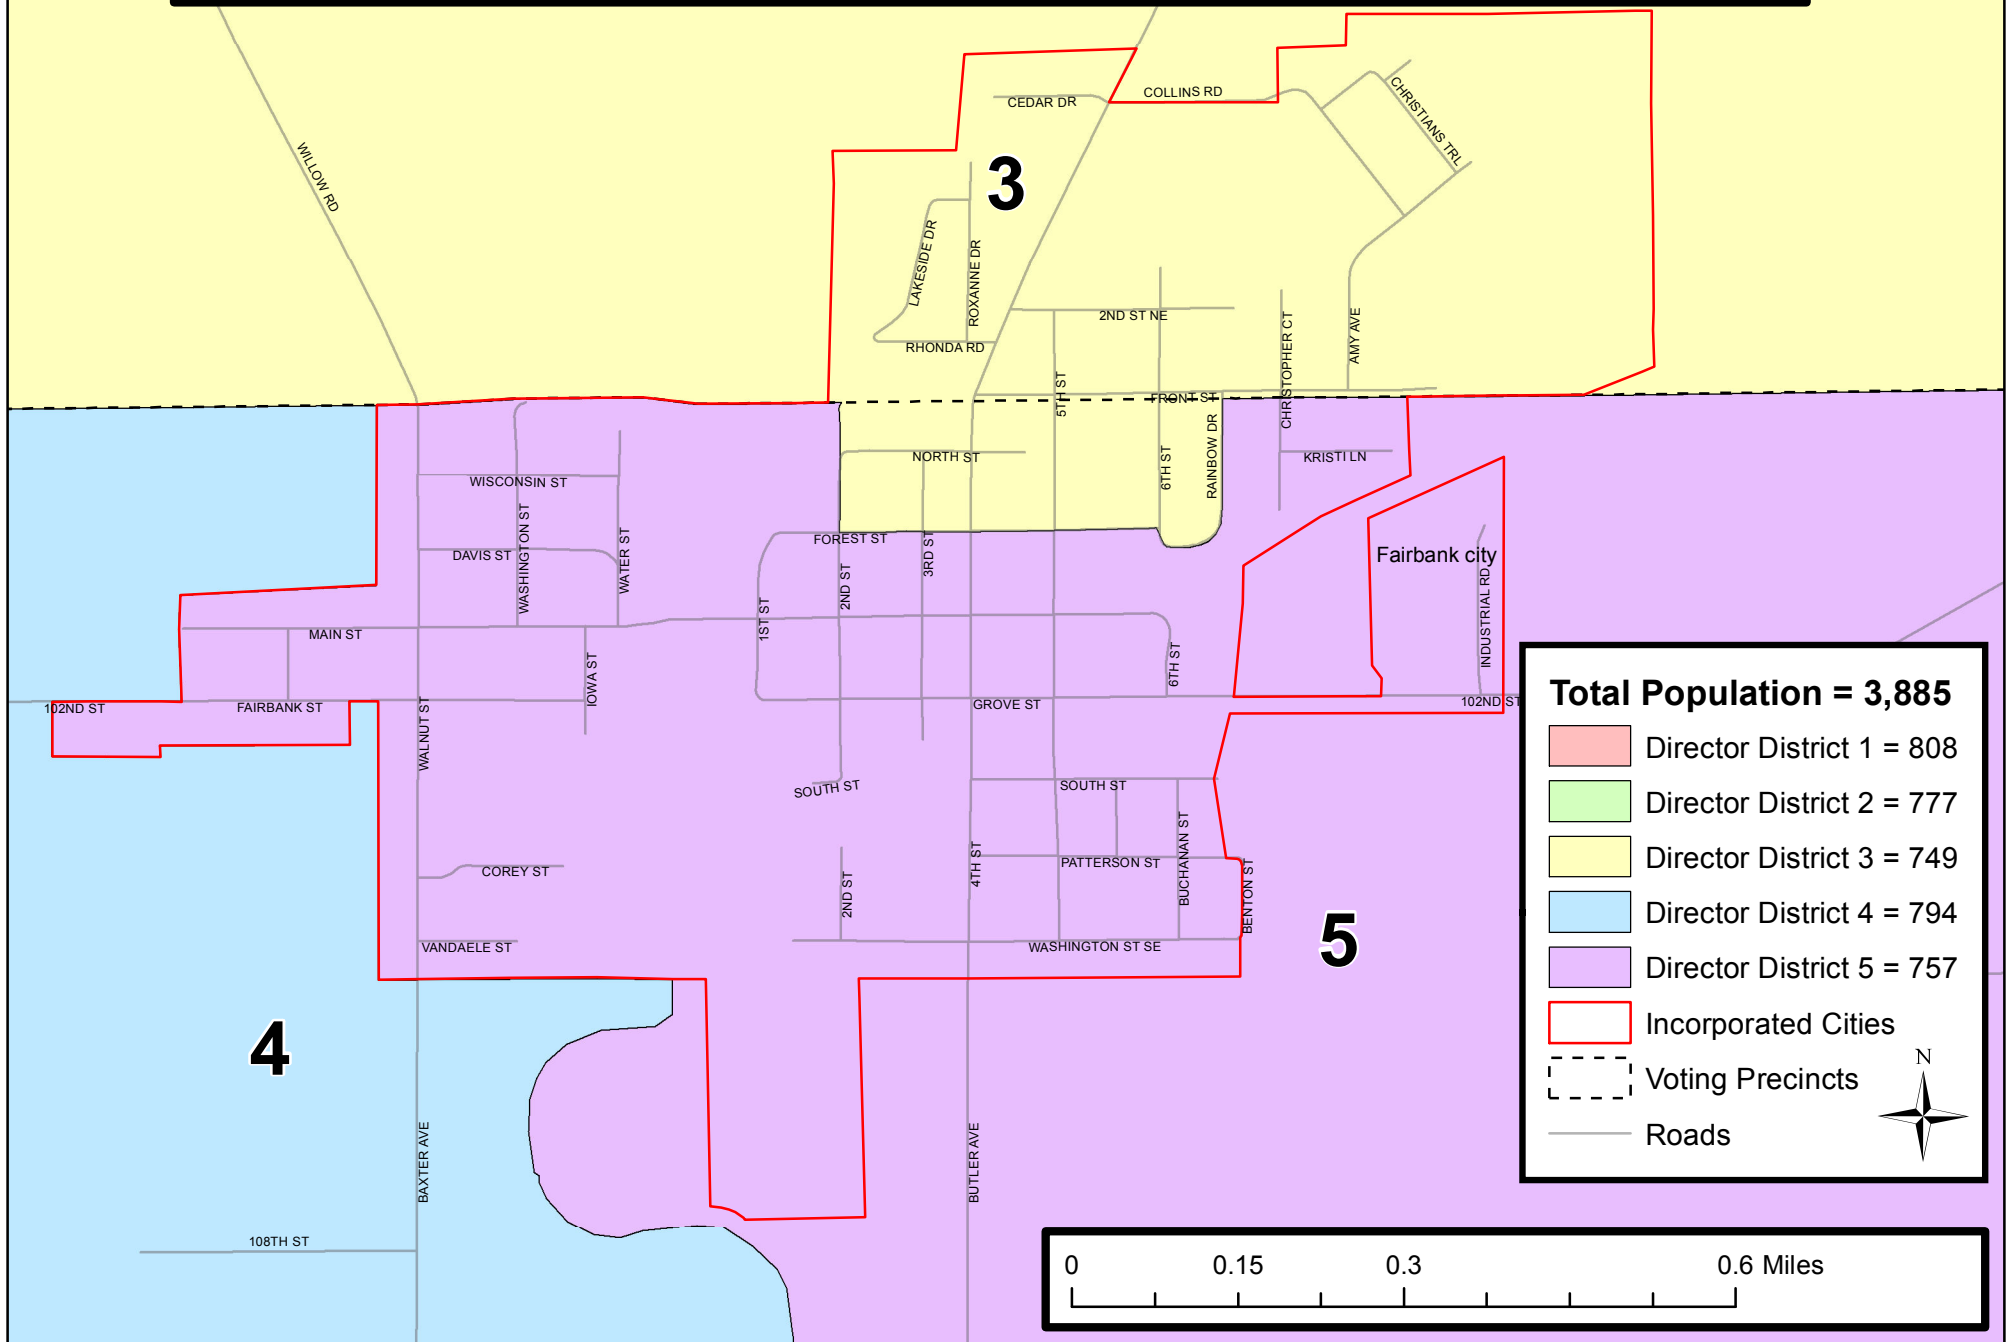 CEDAR DR
COLLINS RD
CHRISTIANS TRL
WILLOW RD
3
LAKESIDE DR
ROXANNE DR
2ND ST NE
RHONDA RD
CHRISTOPHER CT
AMY AVE
5TH ST
FRONT ST
RAINBOW DR
NORTH ST
6TH ST
KRISTI LN
WISCONSIN ST
WASHINGTON ST
DAVIS ST
WATER ST
FOREST ST
3RD ST
2ND ST
1ST ST
Fairbank city
INDUSTRIAL RD
MAIN ST
IOWA ST
6TH ST
102ND ST
FAIRBANK ST
WALNUT ST
GROVE ST
102ND ST
SOUTH ST
SOUTH ST
COREY ST
2ND ST
4TH ST
PATTERSON ST
BUCHANAN ST
BENTON ST
VANDAELE ST
WASHINGTON ST SE
5
4
BAXTER AVE
BUTLER AVE
108TH ST
Total Population = 3,885
Director District 1 = 808
Director District 2 = 777
Director District 3 = 749
Director District 4 = 794
Director District 5 = 757
Incorporated Cities
Voting Precincts
Roads
N
0 0.15 0.3 0.6 Miles